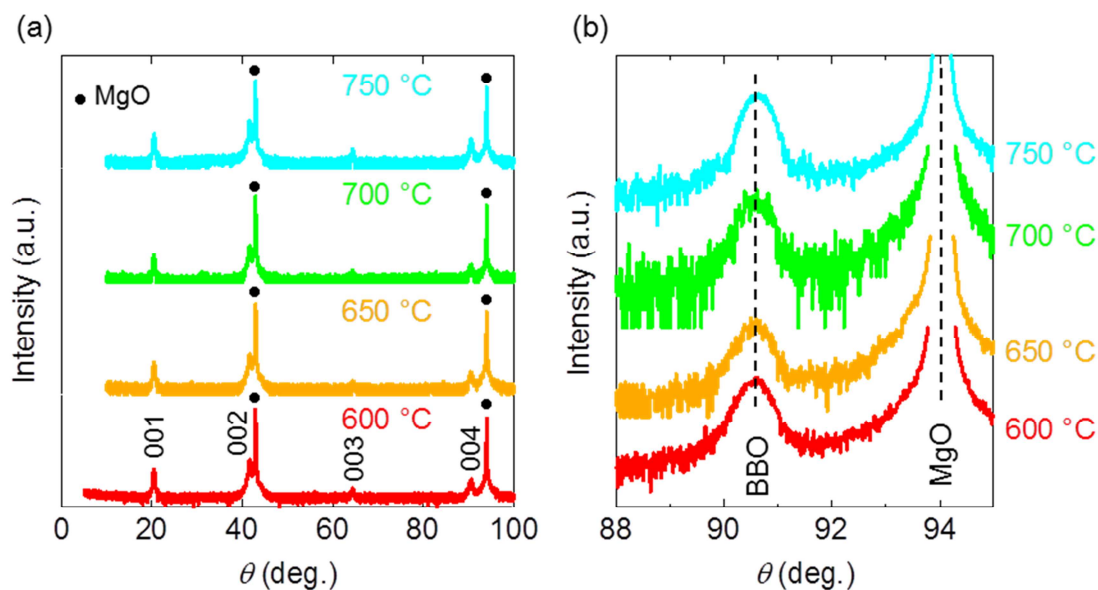 (a)
(b)
MgO
750 °C
700 °C
650 °C
600 °C
001
002
003
004
Intensity (a.u.)
0 20 40 60 80 100
θ (deg.)
750 °C
700 °C
650 °C
600 °C
BBO
MgO
Intensity (a.u.)
88 90 92 94
θ (deg.)